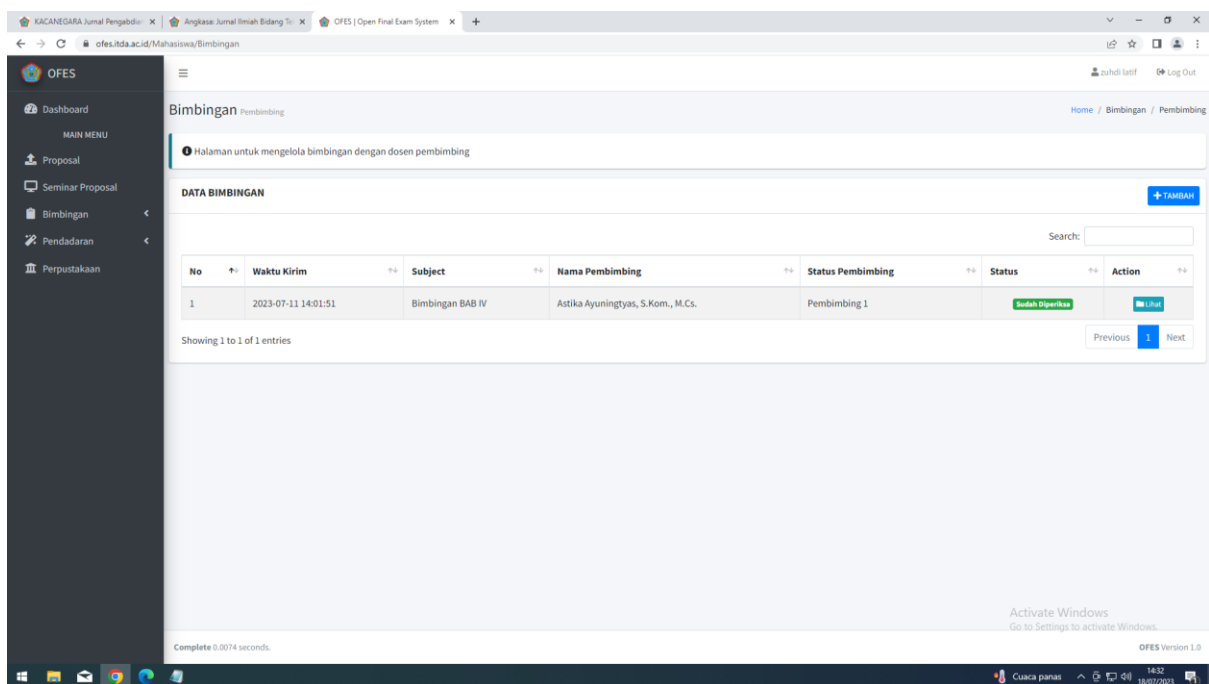 KACANEGARA Jurnal Pengabdian
Angkasa: Jurnal Ilmiah Bidang Te
OFES | Open Final Exam System
ofes.itda.ac.id/Mahasiswa/Bimbingan
OFES
zuhdi latif Log Out
Dashboard
MAIN MENU
Proposal
Seminar Proposal
Bimbingan
Pendadaran
Perpustakaan
Bimbingan Pembimbing
Home / Bimbingan / Pembimbing
Halaman untuk mengelola bimbingan dengan dosen pembimbing
DATA BIMBINGAN
+ TAMBAH
Search:
No Waktu Kirim Subject Nama Pembimbing Status Pembimbing Status Action
1 2023-07-11 14:01:51 Bimbingan BAB IV Astika Ayuningtyas, S.Kom., M.Cs. Pembimbing 1 Sudah Diperiksa Lihat
Showing 1 to 1 of 1 entries
Previous 1 Next
Activate Windows
Go to Settings to activate Windows.
Complete 0.0074 seconds.
OFES Version 1.0
Cuaca panas
14:32
18/07/2023